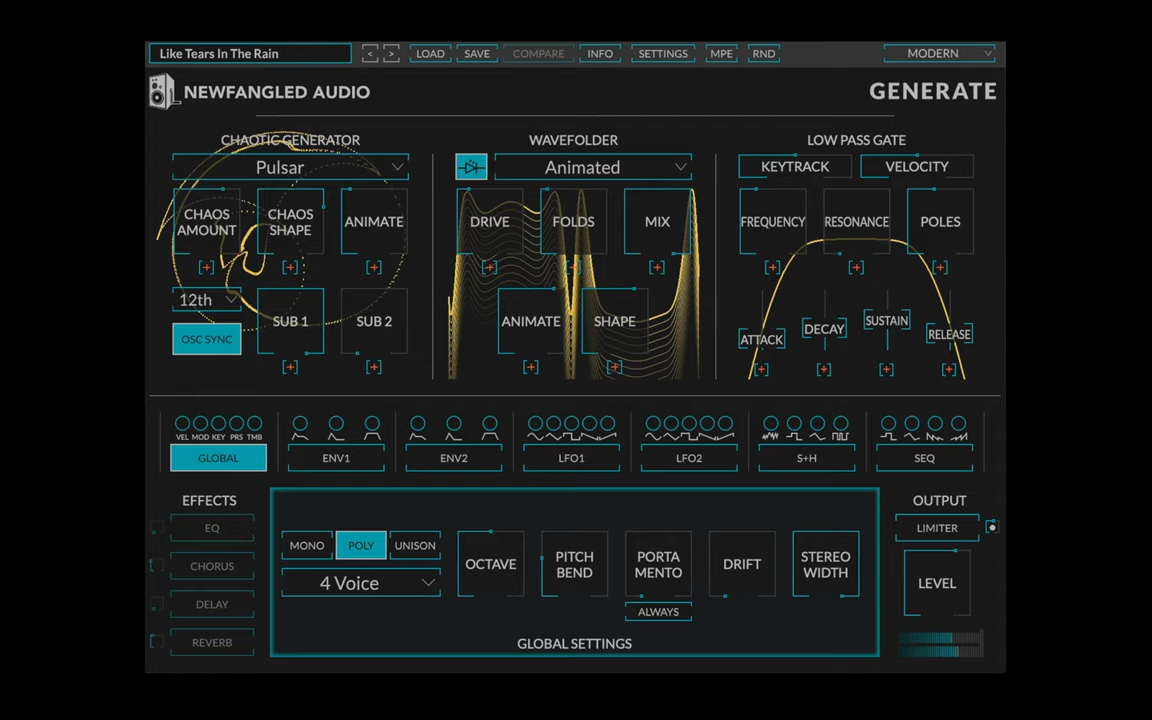 Like Tears In The Rain
< >
LOAD
SAVE
COMPARE
INFO
SETTINGS
MPE
RND
MODERN
NEWFANGLED AUDIO
GENERATE
CHAOTIC GENERATOR
Pulsar
CHAOS
AMOUNT
CHAOS
SHAPE
ANIMATE
12th
OSC SYNC
SUB 1
SUB 2
WAVEFOLDER
Animated
DRIVE
FOLDS
MIX
ANIMATE
SHAPE
LOW PASS GATE
KEYTRACK
VELOCITY
FREQUENCY
RESONANCE
POLES
ATTACK
DECAY
SUSTAIN
RELEASE
VEL MOD KEY PRS TMB
GLOBAL
ENV1
ENV2
LFO1
LFO2
S+H
SEQ
EFFECTS
EQ
CHORUS
DELAY
REVERB
MONO
POLY
UNISON
4 Voice
OCTAVE
PITCH
BEND
PORTA
MENTO
ALWAYS
DRIFT
STEREO
WIDTH
GLOBAL SETTINGS
OUTPUT
LIMITER
LEVEL